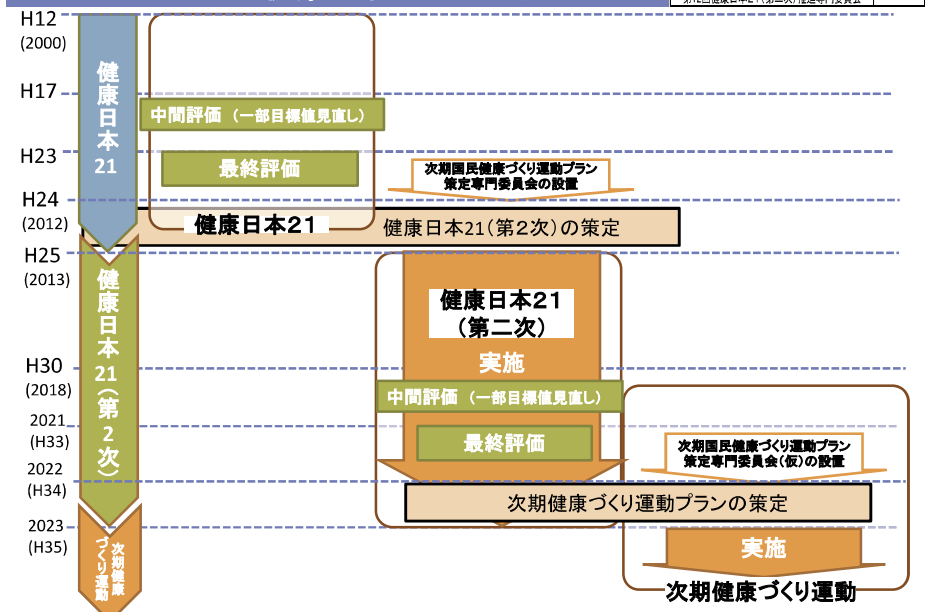 H12
(2000)
H17
H23
H24
(2012)
H25
(2013)
H30
(2018)
2021
(H33)
2022
(H34)
2023
(H35)
健康日本21
健康日本21(第2次)
次期健康
づくり運動
中間評価 (一部目標値見直し)
最終評価
次期国民健康づくり運動プラン
策定専門委員会の設置
健康日本21
健康日本21(第2次)の策定
健康日本21
(第二次)
実施
中間評価 (一部目標値見直し)
最終評価
次期国民健康づくり運動プラン
策定専門委員会(仮)の設置
次期健康づくり運動プランの策定
実施
次期健康づくり運動